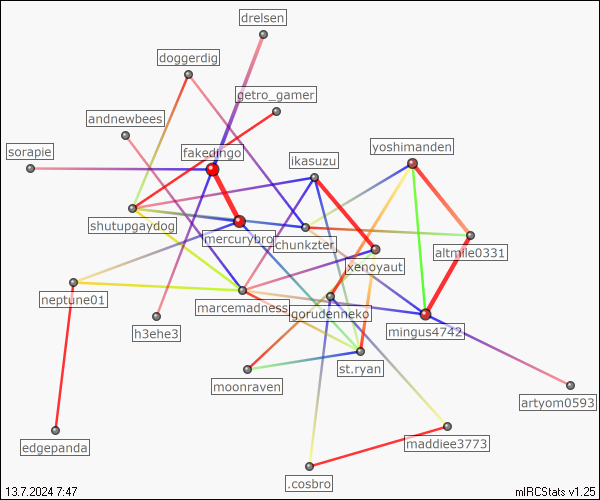 drelsen
doggerdig
getro_gamer
andnewbees
yoshimanden
sorapie
fakedingo
ikasuzu
shutupgaydog
mercurybro
chunkzter
altmile0331
xenoyaut
neptune01
marcemadness
gorudenneko
h3ehe3
mingus4742
st.ryan
moonraven
artyom0593
edgepanda
maddiee3773
.cosbro
13.7.2024 7:47
mIRCStats v1.25